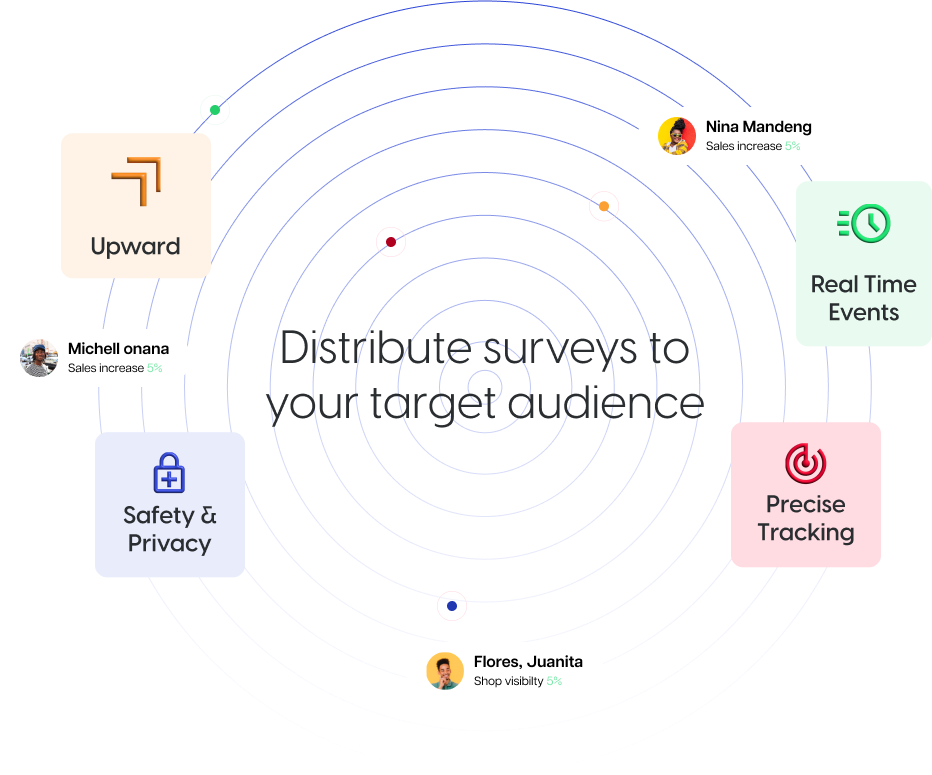 Nina Mandeng
Sales increase 5%
Upward
Real Time
Events
Distribute surveys to
your target audience
Michell onana
Sales increase 5%
Safety &
Privacy
Precise
Tracking
Flores, Juanita
Shop visibilty 5%